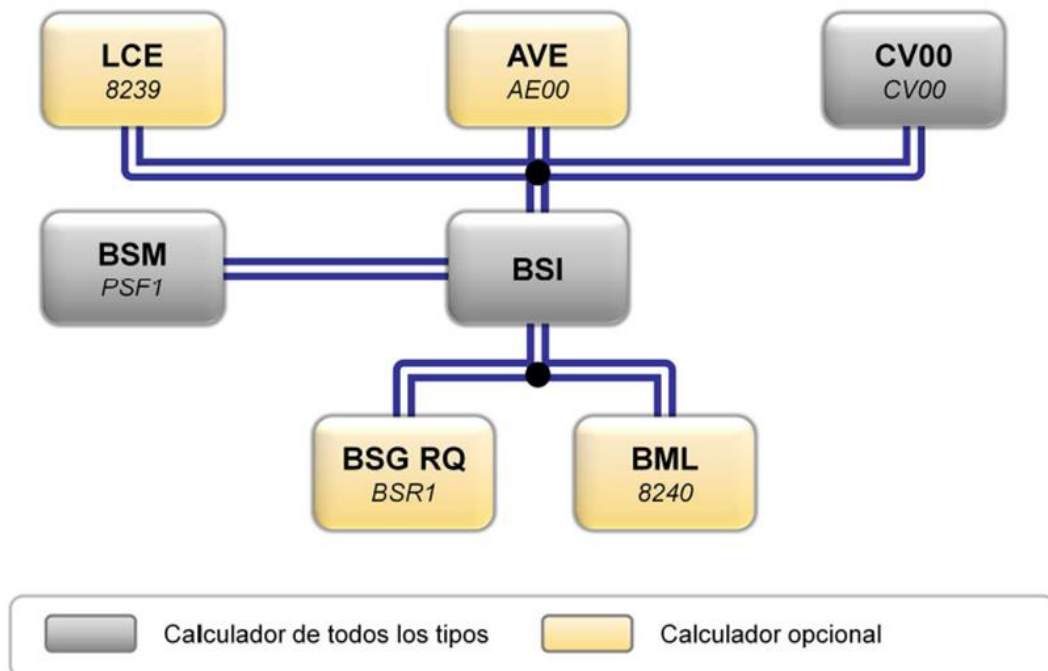 LCE
8239
AVE
AE00
CV00
CV00
BSM
PSF1
BSI
BSG RQ
BSR1
BML
8240
Calculador de todos los tipos
Calculador opcional